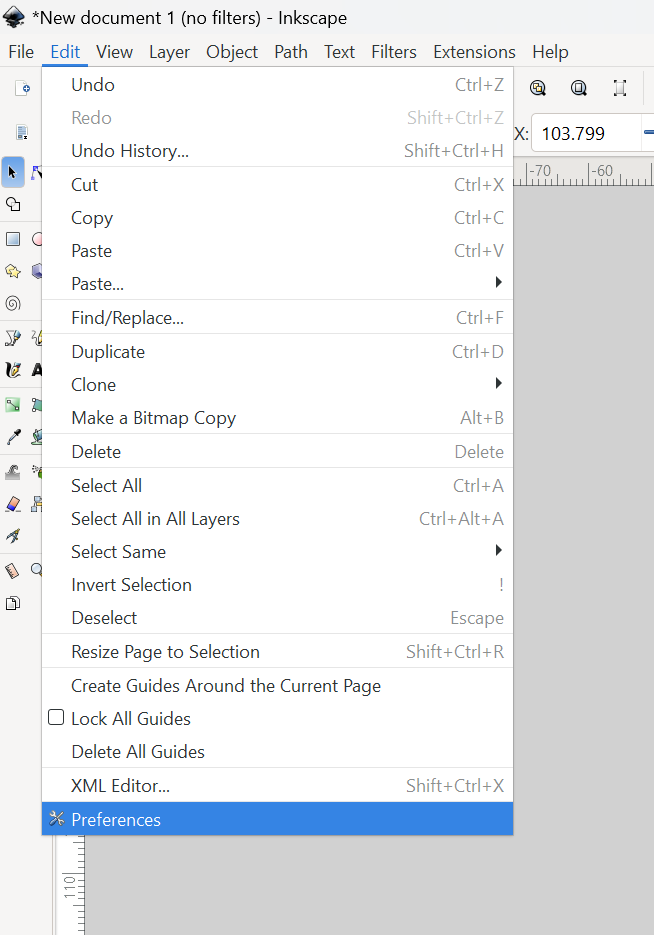 *New document 1 (no filters) - Inkscape
File Edit View Layer Object Path Text Filters Extensions Help
Undo Ctrl+Z
Redo Shift+Ctrl+Z
Undo History... Shift+Ctrl+H
X: 103.799
Cut Ctrl+X
-70 -60
Copy Ctrl+C
Paste Ctrl+V
Paste...
Find/Replace... Ctrl+F
Duplicate Ctrl+D
Clone
Make a Bitmap Copy Alt+B
Delete Delete
Select All Ctrl+A
Select All in All Layers Ctrl+Alt+A
Select Same
Invert Selection !
Deselect Escape
Resize Page to Selection Shift+Ctrl+R
Create Guides Around the Current Page
Lock All Guides
Delete All Guides
XML Editor... Shift+Ctrl+X
Preferences
110